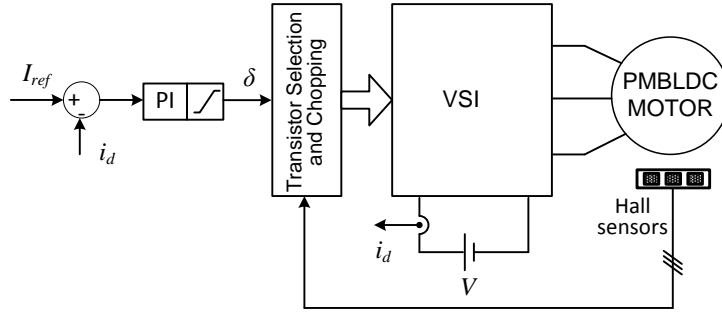 I_ref
+
-
i_d
PI
δ
Transistor Selection
and Chopping
VSI
PMBLDC
MOTOR
Hall
sensors
i_d
V